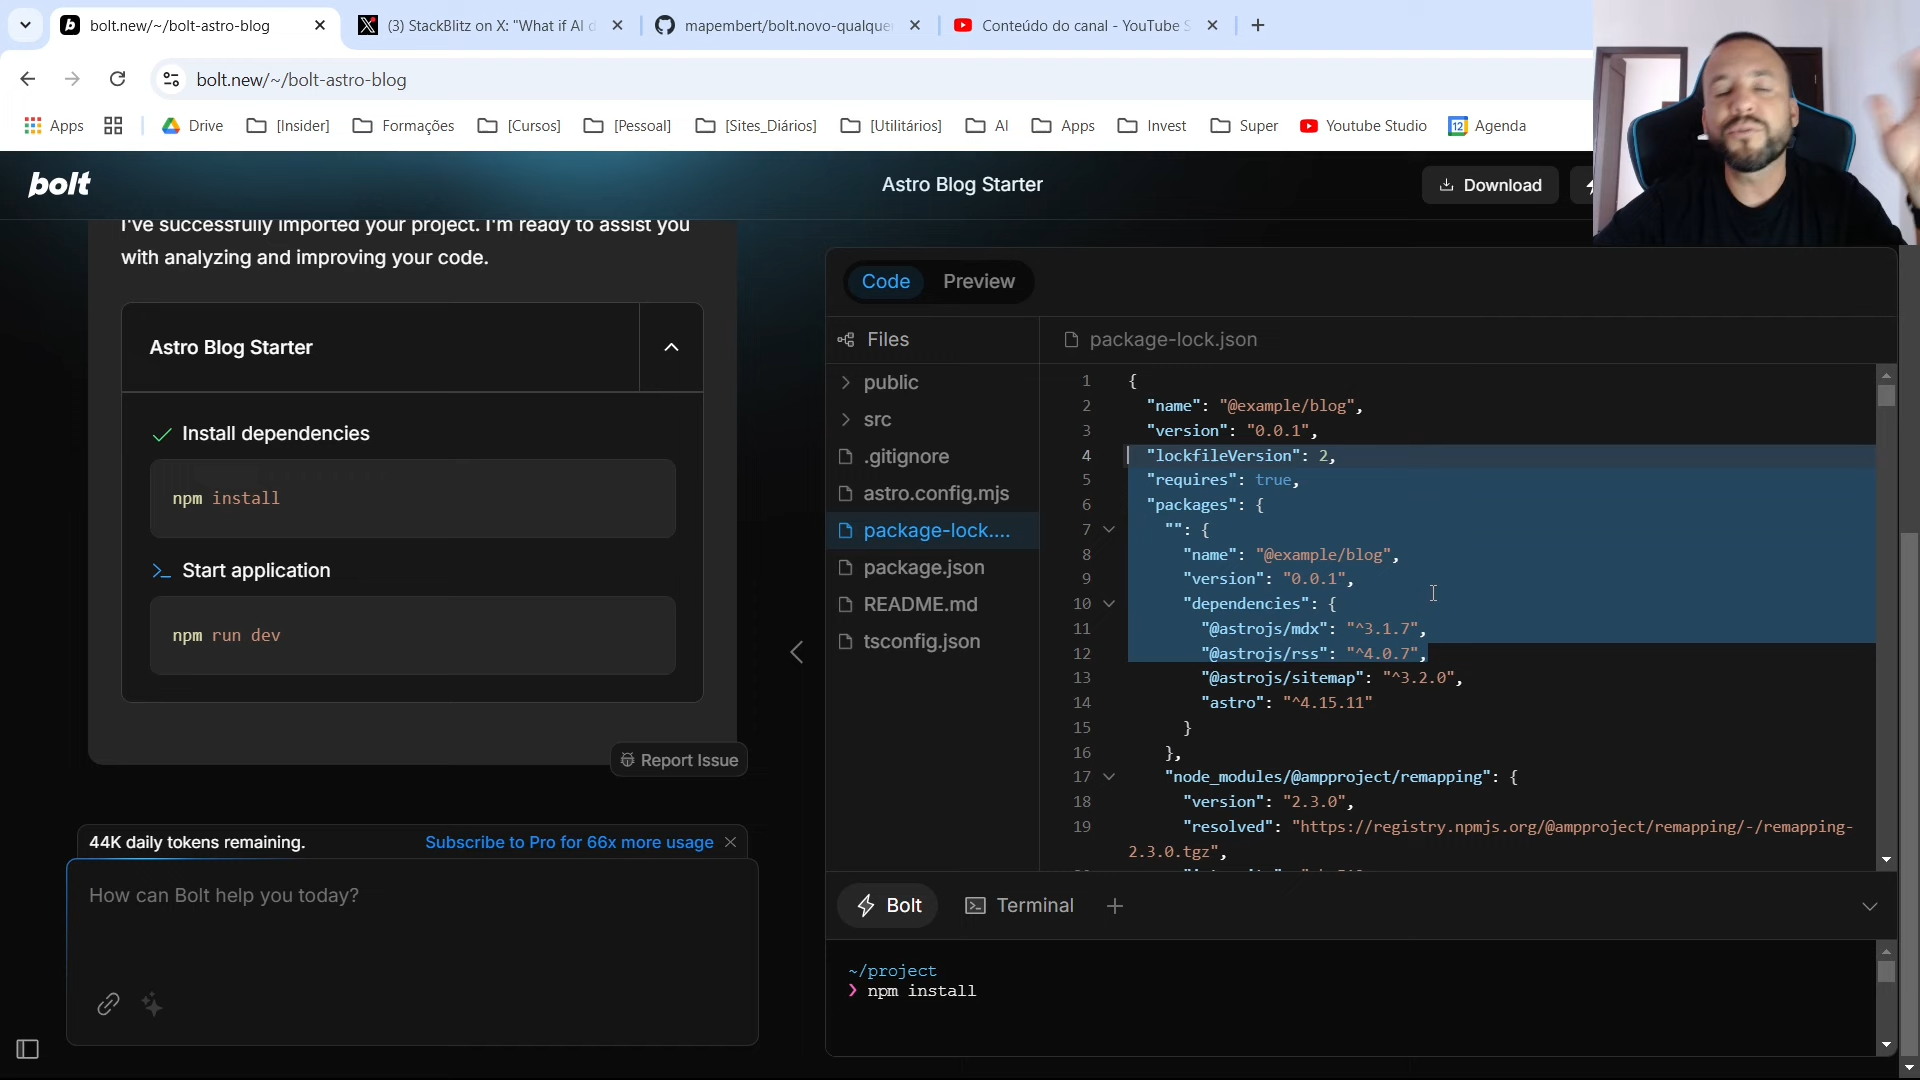 bolt.new/~/bolt-astro-blog
(3) StackBlitz on X: "What if AI d
mapembert/bolt.novo-qualque
Conteúdo do canal - YouTube S
bolt.new/~/bolt-astro-blog
Apps
Drive
[Insider]
Formações
[Cursos]
[Pessoal]
[Sites_Diários]
[Utilitários]
AI
Apps
Invest
Super
Youtube Studio
12
Agenda
bolt
Astro Blog Starter
Download
I've successfully imported your project. I'm ready to assist you
with analyzing and improving your code.
Astro Blog Starter
Install dependencies
npm install
Start application
npm run dev
Report Issue
44K daily tokens remaining.
Subscribe to Pro for 66x more usage
How can Bolt help you today?
Code
Preview
Files
public
src
.gitignore
astro.config.mjs
package-lock....
package.json
README.md
tsconfig.json
package-lock.json
1 {
2 "name": "@example/blog",
3 "version": "0.0.1",
4 "lockfileVersion": 2,
5 "requires": true,
6 "packages": {
7 "": {
8 "name": "@example/blog",
9 "version": "0.0.1",
10 "dependencies": {
11 "@astrojs/mdx": "^3.1.7",
12 "@astrojs/rss": "^4.0.7",
13 "@astrojs/sitemap": "^3.2.0",
14 "astro": "^4.15.11"
15 }
16 },
17 "node_modules/@ampproject/remapping": {
18 "version": "2.3.0",
19 "resolved": "https://registry.npmjs.org/@ampproject/remapping/-/remapping-
2.3.0.tgz",
Bolt
Terminal
~/project
❯ npm install